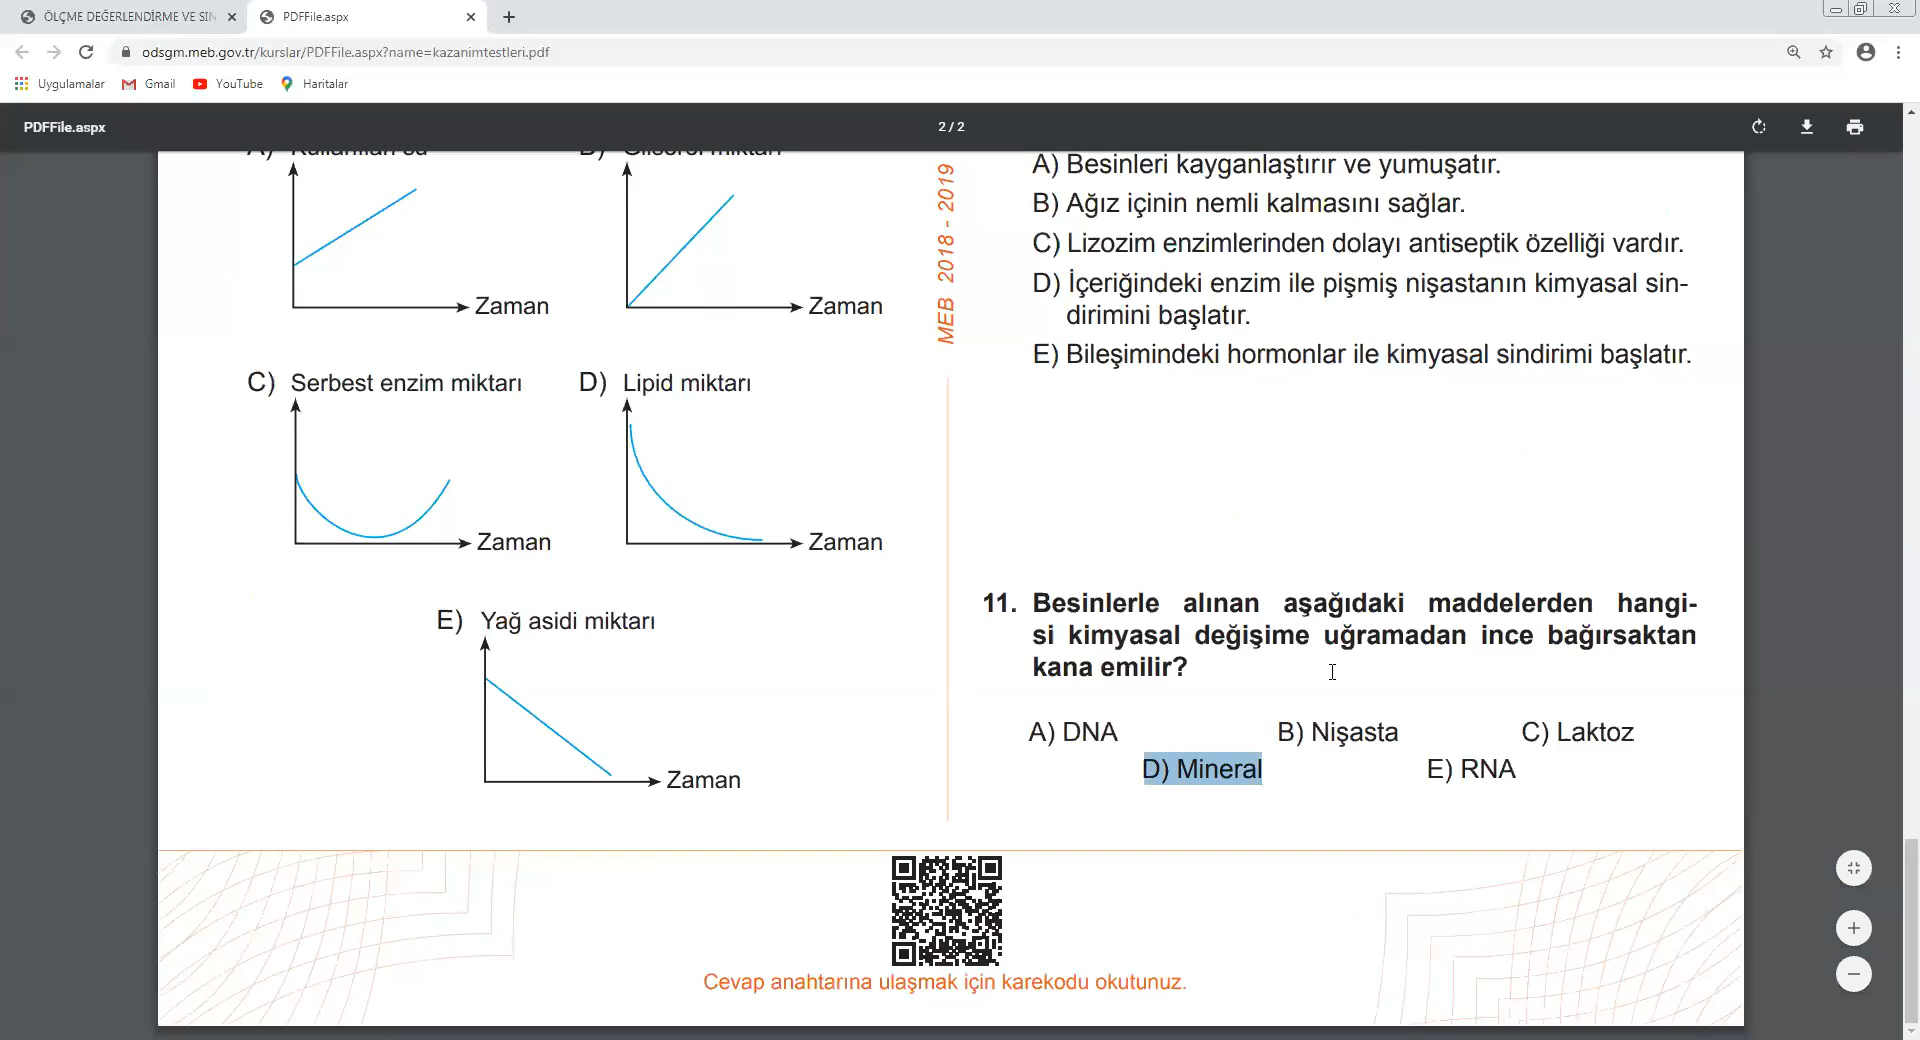 ÖLÇME DEĞERLENDİRME VE SIN
PDFFile.aspx
odsgm.meb.gov.tr/kurslar/PDFFile.aspx?name=kazanimtestleri.pdf
Uygulamalar
Gmail
YouTube
Haritalar
PDFFile.aspx
2 / 2
A) Kullanılan su
Zaman
B) Gliserol miktarı
Zaman
C) Serbest enzim miktarı
Zaman
D) Lipid miktarı
Zaman
E) Yağ asidi miktarı
Zaman
MEB 2018 - 2019
A) Besinleri kayganlaştırır ve yumuşatır.
B) Ağız içinin nemli kalmasını sağlar.
C) Lizozim enzimlerinden dolayı antiseptik özelliği vardır.
D) İçeriğindeki enzim ile pişmiş nişastanın kimyasal sin-
dirimini başlatır.
E) Bileşimindeki hormonlar ile kimyasal sindirimi başlatır.
11. Besinlerle alınan aşağıdaki maddelerden hangi-
si kimyasal değişime uğramadan ince bağırsaktan
kana emilir?
A) DNA
B) Nişasta
C) Laktoz
D) Mineral
E) RNA
Cevap anahtarına ulaşmak için karekodu okutunuz.